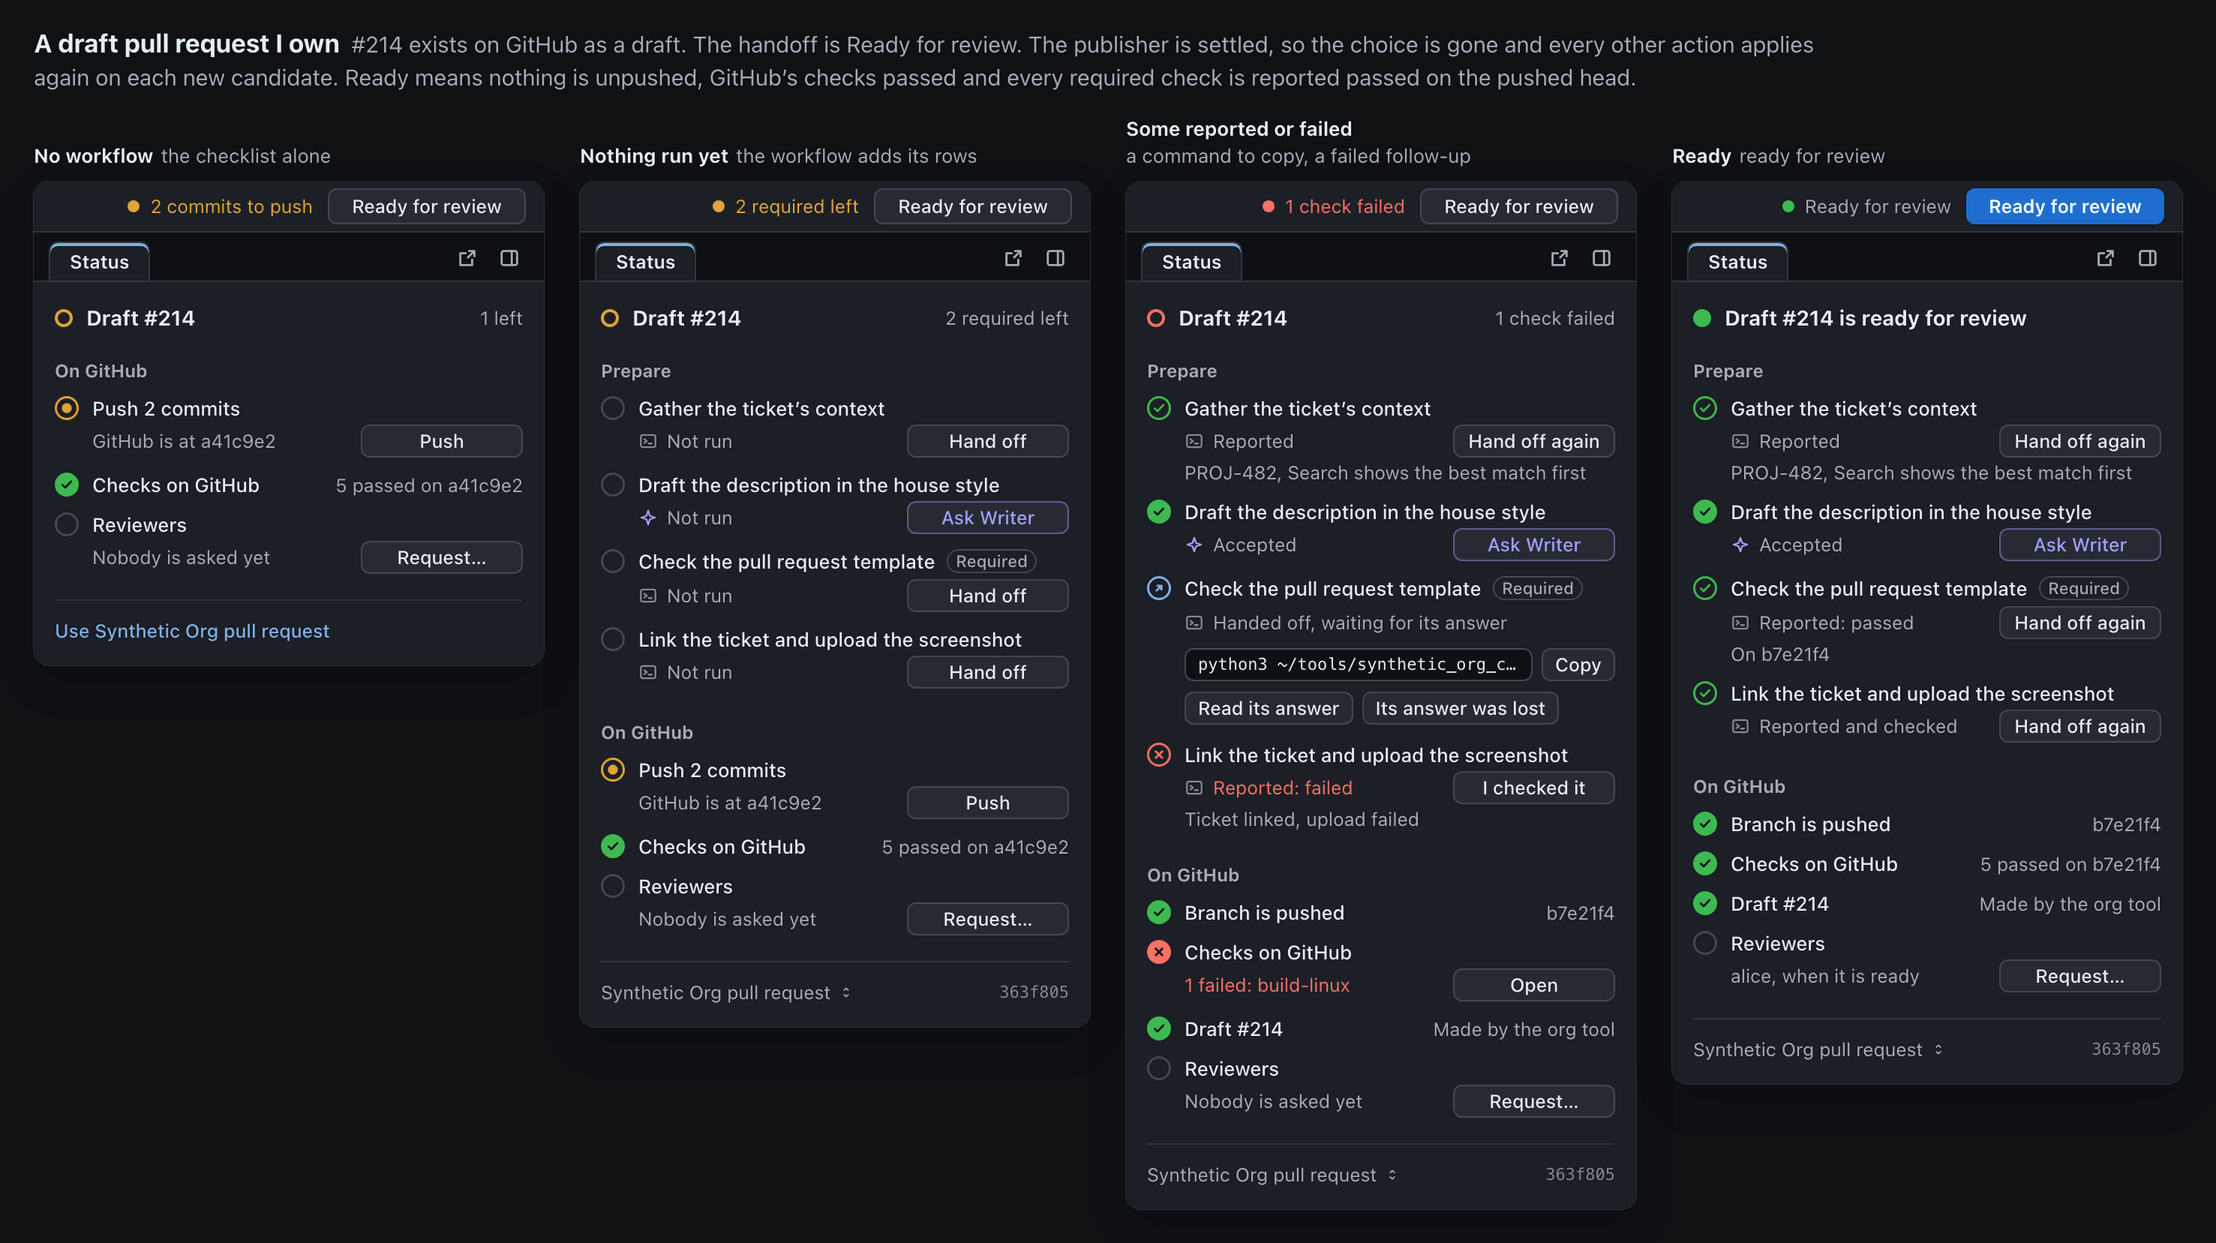 A draft pull request I own #214 exists on GitHub as a draft. The handoff is Ready for review. The publisher is settled, so the choice is gone and every other action applies
again on each new candidate. Ready means nothing is unpushed, GitHub’s checks passed and every required check is reported passed on the pushed head.
No workflow the checklist alone
2 commits to push Ready for review
Status
Draft #214 1 left
On GitHub
Push 2 commits
GitHub is at a41c9e2 Push
Checks on GitHub 5 passed on a41c9e2
Reviewers
Nobody is asked yet Request...
Use Synthetic Org pull request
Nothing run yet the workflow adds its rows
2 required left Ready for review
Status
Draft #214 2 required left
Prepare
Gather the ticket’s context
Not run Hand off
Draft the description in the house style
Not run Ask Writer
Check the pull request template Required
Not run Hand off
Link the ticket and upload the screenshot
Not run Hand off
On GitHub
Push 2 commits
GitHub is at a41c9e2 Push
Checks on GitHub 5 passed on a41c9e2
Reviewers
Nobody is asked yet Request...
Synthetic Org pull request 363f805
Some reported or failed
a command to copy, a failed follow-up
1 check failed Ready for review
Status
Draft #214 1 check failed
Prepare
Gather the ticket’s context
Reported Hand off again
PROJ-482, Search shows the best match first
Draft the description in the house style
Accepted Ask Writer
Check the pull request template Required
Handed off, waiting for its answer
python3 ~/tools/synthetic_org_c… Copy
Read its answer Its answer was lost
Link the ticket and upload the screenshot
Reported: failed I checked it
Ticket linked, upload failed
On GitHub
Branch is pushed b7e21f4
Checks on GitHub
1 failed: build-linux Open
Draft #214 Made by the org tool
Reviewers
Nobody is asked yet Request...
Synthetic Org pull request 363f805
Ready ready for review
Ready for review Ready for review
Status
Draft #214 is ready for review
Prepare
Gather the ticket’s context
Reported Hand off again
PROJ-482, Search shows the best match first
Draft the description in the house style
Accepted Ask Writer
Check the pull request template Required
Reported: passed Hand off again
On b7e21f4
Link the ticket and upload the screenshot
Reported and checked Hand off again
On GitHub
Branch is pushed b7e21f4
Checks on GitHub 5 passed on b7e21f4
Draft #214 Made by the org tool
Reviewers
alice, when it is ready Request...
Synthetic Org pull request 363f805